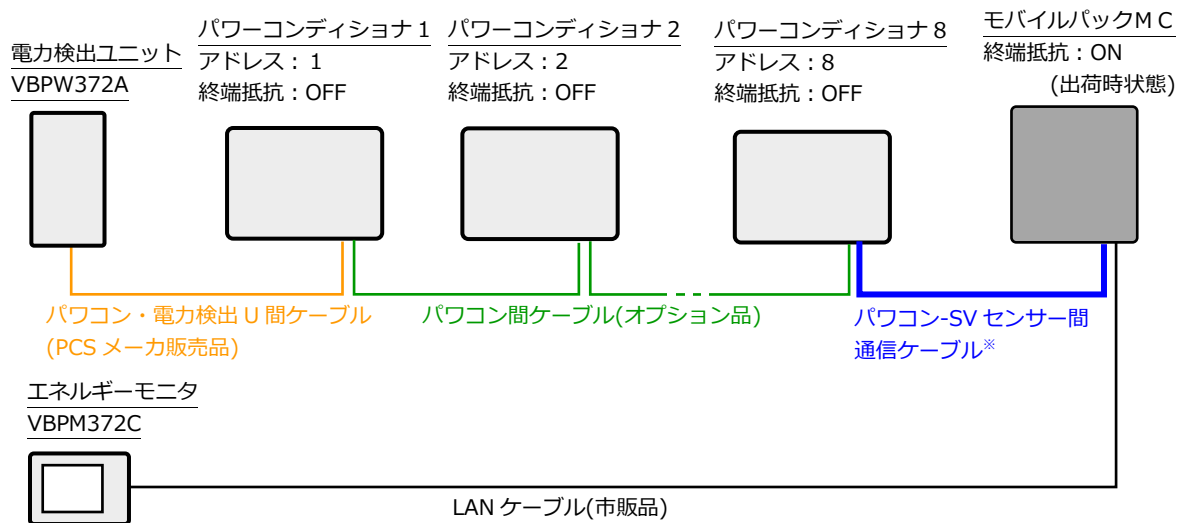 電力検出ユニット
VBPW372A
パワーコンディショナ 1
アドレス： 1
終端抵抗：OFF
パワーコンディショナ 2
アドレス：2
終端抵抗：OFF
パワーコンディショナ 8
アドレス：8
終端抵抗：OFF
モバイルパックＭＣ
終端抵抗：ON
(出荷時状態)
パワコン・電力検出 U 間ケーブル
(PCS メーカ販売品)
パワコン間ケーブル(オプション品)
パワコン-SV センサー間
通信ケーブル※
エネルギーモニタ
VBPM372C
LAN ケーブル(市販品)